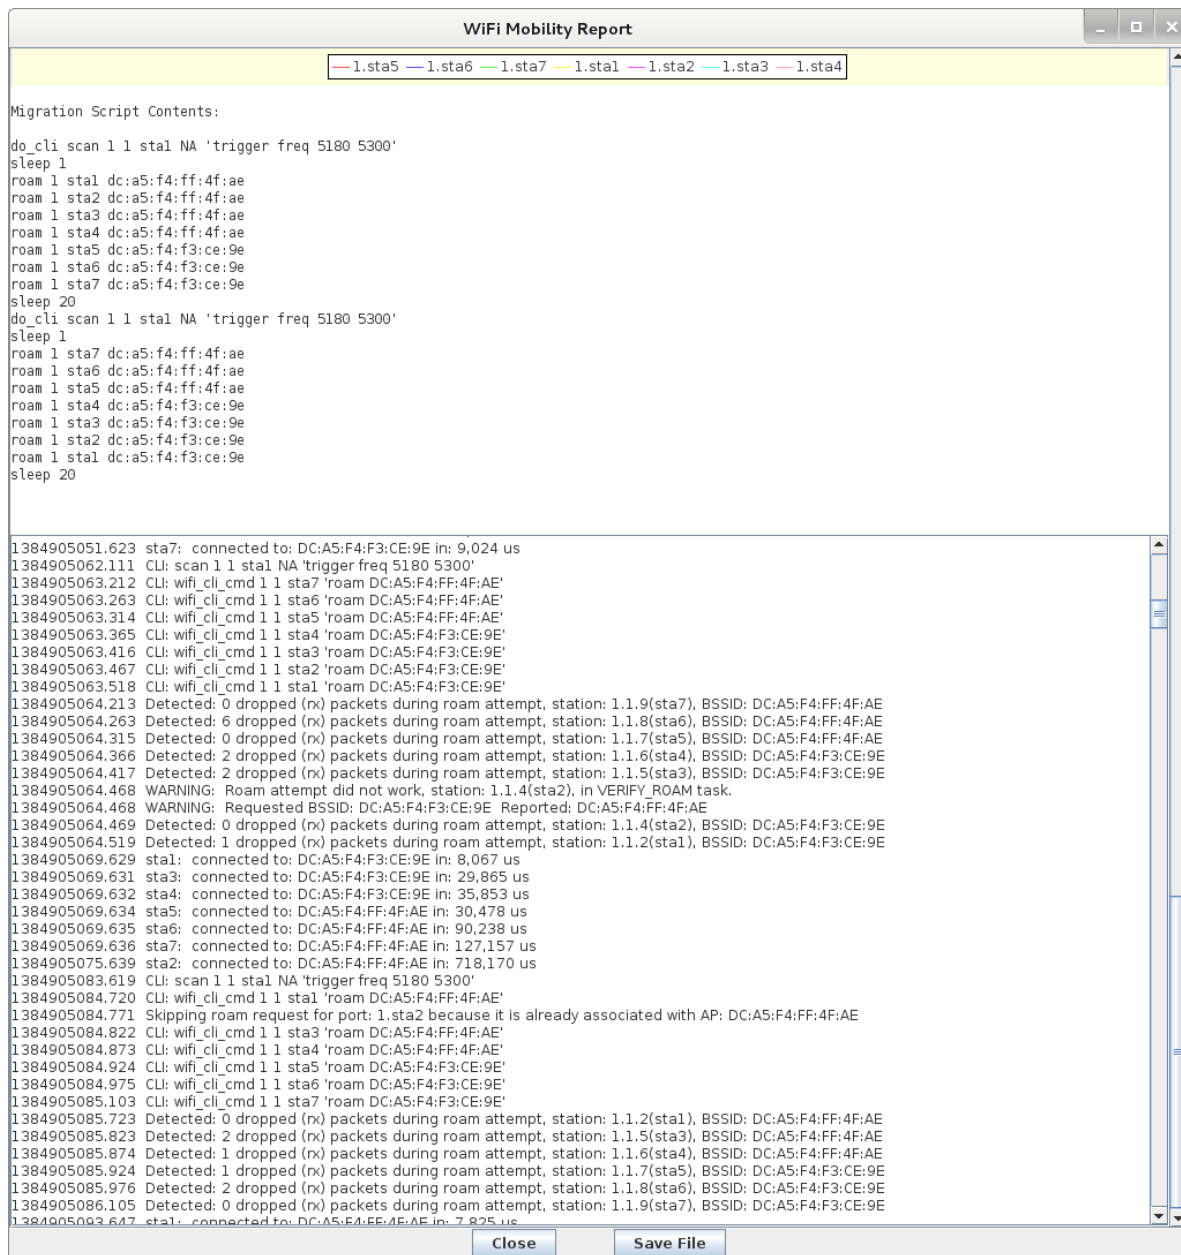 WiFi Mobility Report
1.sta5 1.sta6 1.sta7 1.sta1 1.sta2 1.sta3 1.sta4
Migration Script Contents:
do_cli scan 1 1 sta1 NA 'trigger freq 5180 5300'
sleep 1
roam 1 sta1 dc:a5:f4:ff:4f:ae
roam 1 sta2 dc:a5:f4:ff:4f:ae
roam 1 sta3 dc:a5:f4:ff:4f:ae
roam 1 sta4 dc:a5:f4:ff:4f:ae
roam 1 sta5 dc:a5:f4:f3:ce:9e
roam 1 sta6 dc:a5:f4:f3:ce:9e
roam 1 sta7 dc:a5:f4:f3:ce:9e
sleep 20
do_cli scan 1 1 sta1 NA 'trigger freq 5180 5300'
sleep 1
roam 1 sta7 dc:a5:f4:ff:4f:ae
roam 1 sta6 dc:a5:f4:ff:4f:ae
roam 1 sta5 dc:a5:f4:ff:4f:ae
roam 1 sta4 dc:a5:f4:f3:ce:9e
roam 1 sta3 dc:a5:f4:f3:ce:9e
roam 1 sta2 dc:a5:f4:f3:ce:9e
roam 1 sta1 dc:a5:f4:f3:ce:9e
sleep 20
1384905051.623 sta7: connected to: DC:A5:F4:F3:CE:9E in: 9,024 us
1384905062.111 CLI: scan 1 1 sta1 NA 'trigger freq 5180 5300'
1384905063.212 CLI: wifi_cli_cmd 1 1 sta7 'roam DC:A5:F4:FF:4F:AE'
1384905063.263 CLI: wifi_cli_cmd 1 1 sta6 'roam DC:A5:F4:FF:4F:AE'
1384905063.314 CLI: wifi_cli_cmd 1 1 sta5 'roam DC:A5:F4:FF:4F:AE'
1384905063.365 CLI: wifi_cli_cmd 1 1 sta4 'roam DC:A5:F4:F3:CE:9E'
1384905063.416 CLI: wifi_cli_cmd 1 1 sta3 'roam DC:A5:F4:F3:CE:9E'
1384905063.467 CLI: wifi_cli_cmd 1 1 sta2 'roam DC:A5:F4:F3:CE:9E'
1384905063.518 CLI: wifi_cli_cmd 1 1 sta1 'roam DC:A5:F4:F3:CE:9E'
1384905064.213 Detected: 0 dropped (rx) packets during roam attempt, station: 1.1.9(sta7), BSSID: DC:A5:F4:FF:4F:AE
1384905064.263 Detected: 6 dropped (rx) packets during roam attempt, station: 1.1.8(sta6), BSSID: DC:A5:F4:FF:4F:AE
1384905064.315 Detected: 0 dropped (rx) packets during roam attempt, station: 1.1.7(sta5), BSSID: DC:A5:F4:FF:4F:AE
1384905064.366 Detected: 2 dropped (rx) packets during roam attempt, station: 1.1.6(sta4), BSSID: DC:A5:F4:F3:CE:9E
1384905064.417 Detected: 2 dropped (rx) packets during roam attempt, station: 1.1.5(sta3), BSSID: DC:A5:F4:F3:CE:9E
1384905064.468 WARNING: Roam attempt did not work, station: 1.1.4(sta2), in VERIFY_ROAM task.
1384905064.468 WARNING: Requested BSSID: DC:A5:F4:F3:CE:9E Reported: DC:A5:F4:FF:4F:AE
1384905064.469 Detected: 0 dropped (rx) packets during roam attempt, station: 1.1.4(sta2), BSSID: DC:A5:F4:F3:CE:9E
1384905064.519 Detected: 1 dropped (rx) packets during roam attempt, station: 1.1.2(sta1), BSSID: DC:A5:F4:F3:CE:9E
1384905069.629 sta1: connected to: DC:A5:F4:F3:CE:9E in: 8,067 us
1384905069.631 sta3: connected to: DC:A5:F4:F3:CE:9E in: 29,865 us
1384905069.632 sta4: connected to: DC:A5:F4:F3:CE:9E in: 35,853 us
1384905069.634 sta5: connected to: DC:A5:F4:FF:4F:AE in: 30,478 us
1384905069.635 sta6: connected to: DC:A5:F4:FF:4F:AE in: 90,238 us
1384905069.636 sta7: connected to: DC:A5:F4:FF:4F:AE in: 127,157 us
1384905075.639 sta2: connected to: DC:A5:F4:FF:4F:AE in: 718,170 us
1384905083.619 CLI: scan 1 1 sta1 NA 'trigger freq 5180 5300'
1384905084.720 CLI: wifi_cli_cmd 1 1 sta1 'roam DC:A5:F4:FF:4F:AE'
1384905084.771 Skipping roam request for port: 1.sta2 because it is already associated with AP: DC:A5:F4:FF:4F:AE
1384905084.822 CLI: wifi_cli_cmd 1 1 sta3 'roam DC:A5:F4:FF:4F:AE'
1384905084.873 CLI: wifi_cli_cmd 1 1 sta4 'roam DC:A5:F4:FF:4F:AE'
1384905084.924 CLI: wifi_cli_cmd 1 1 sta5 'roam DC:A5:F4:F3:CE:9E'
1384905084.975 CLI: wifi_cli_cmd 1 1 sta6 'roam DC:A5:F4:F3:CE:9E'
1384905085.103 CLI: wifi_cli_cmd 1 1 sta7 'roam DC:A5:F4:F3:CE:9E'
1384905085.723 Detected: 0 dropped (rx) packets during roam attempt, station: 1.1.2(sta1), BSSID: DC:A5:F4:FF:4F:AE
1384905085.823 Detected: 2 dropped (rx) packets during roam attempt, station: 1.1.5(sta3), BSSID: DC:A5:F4:FF:4F:AE
1384905085.874 Detected: 1 dropped (rx) packets during roam attempt, station: 1.1.6(sta4), BSSID: DC:A5:F4:FF:4F:AE
1384905085.924 Detected: 1 dropped (rx) packets during roam attempt, station: 1.1.7(sta5), BSSID: DC:A5:F4:F3:CE:9E
1384905085.976 Detected: 2 dropped (rx) packets during roam attempt, station: 1.1.8(sta6), BSSID: DC:A5:F4:F3:CE:9E
1384905086.105 Detected: 0 dropped (rx) packets during roam attempt, station: 1.1.9(sta7), BSSID: DC:A5:F4:F3:CE:9E
1384905093.647 sta1: connected to: DC:A5:F4:FF:4F:AE in: 7,825 us
Close Save File